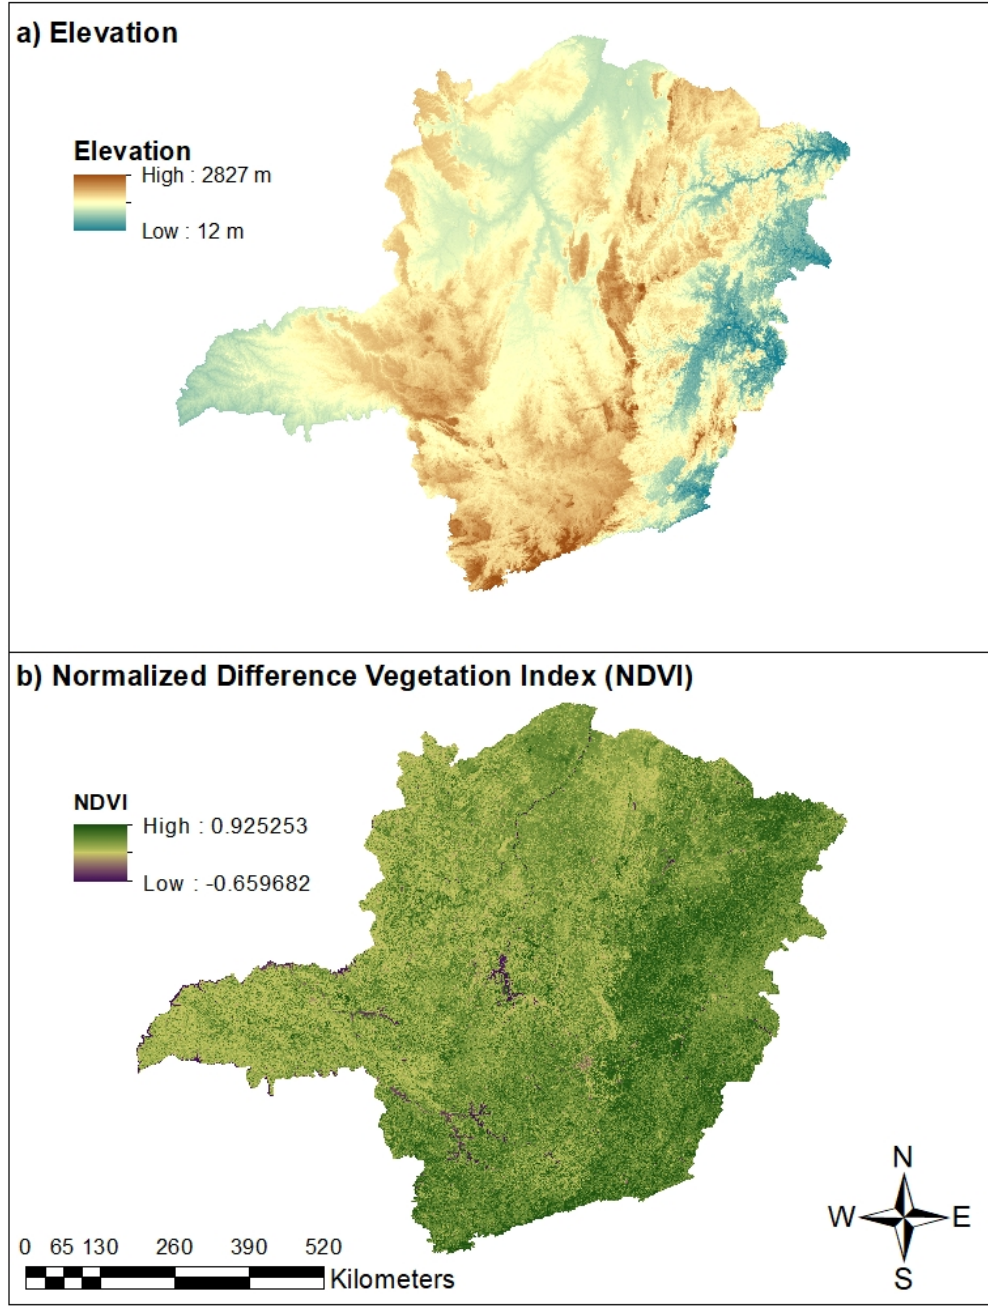 a) Elevation
Elevation
High : 2827 m
Low : 12 m
b) Normalized Difference Vegetation Index (NDVI)
NDVI
High : 0.925253
Low : -0.659682
N
W E
S
0 65 130 260 390 520
Kilometers